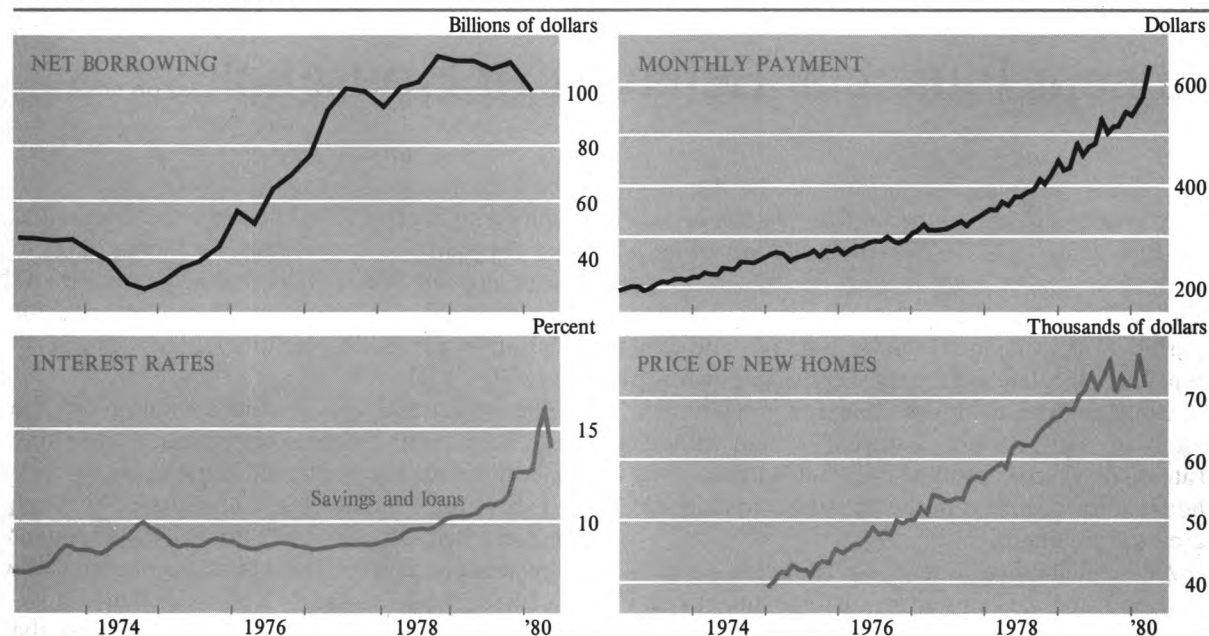 Billions of dollars
NET BORROWING
100
80
60
40
Dollars
MONTHLY PAYMENT
600
400
200
Percent
INTEREST RATES
15
Savings and loans
10
1974 1976 1978 1980
Thousands of dollars
PRICE OF NEW HOMES
70
60
50
40
1974 1976 1978 1980